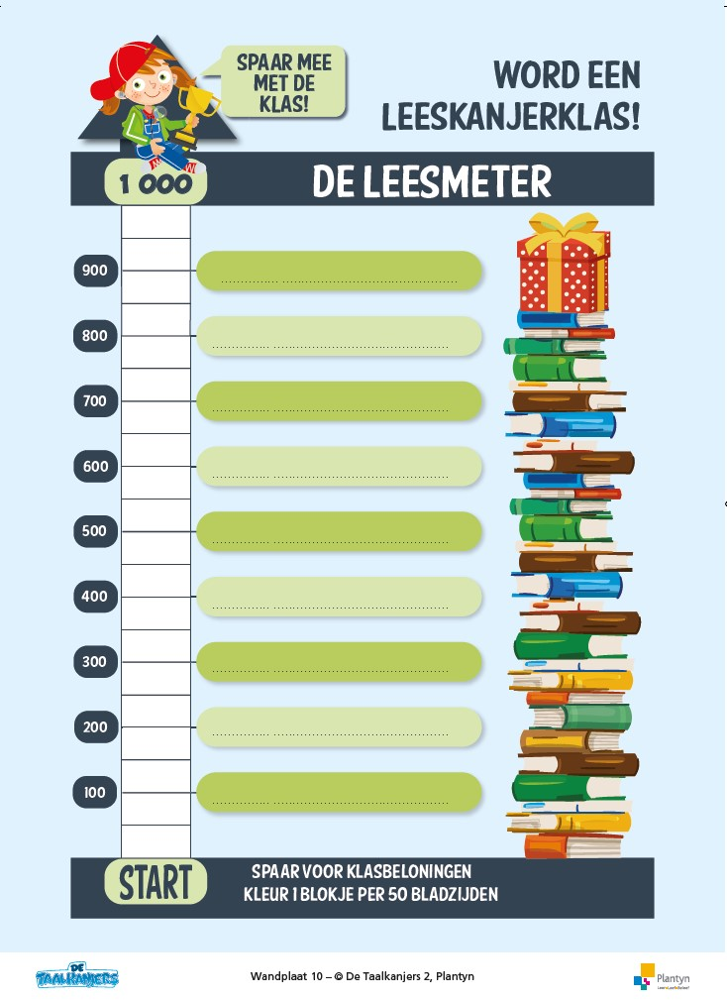 SPAAR MEE
MET DE
KLAS!
WORD EEN
LEESKANJERKLAS!
1 000
DE LEESMETER
900
800
700
600
500
400
300
200
100
START
SPAAR VOOR KLASBELONINGEN
KLEUR 1 BLOKJE PER 50 BLADZIJDEN
DE
TAALKANJERS
Wandplaat 10 – © De Taalkanjers 2, Plantyn
Plantyn